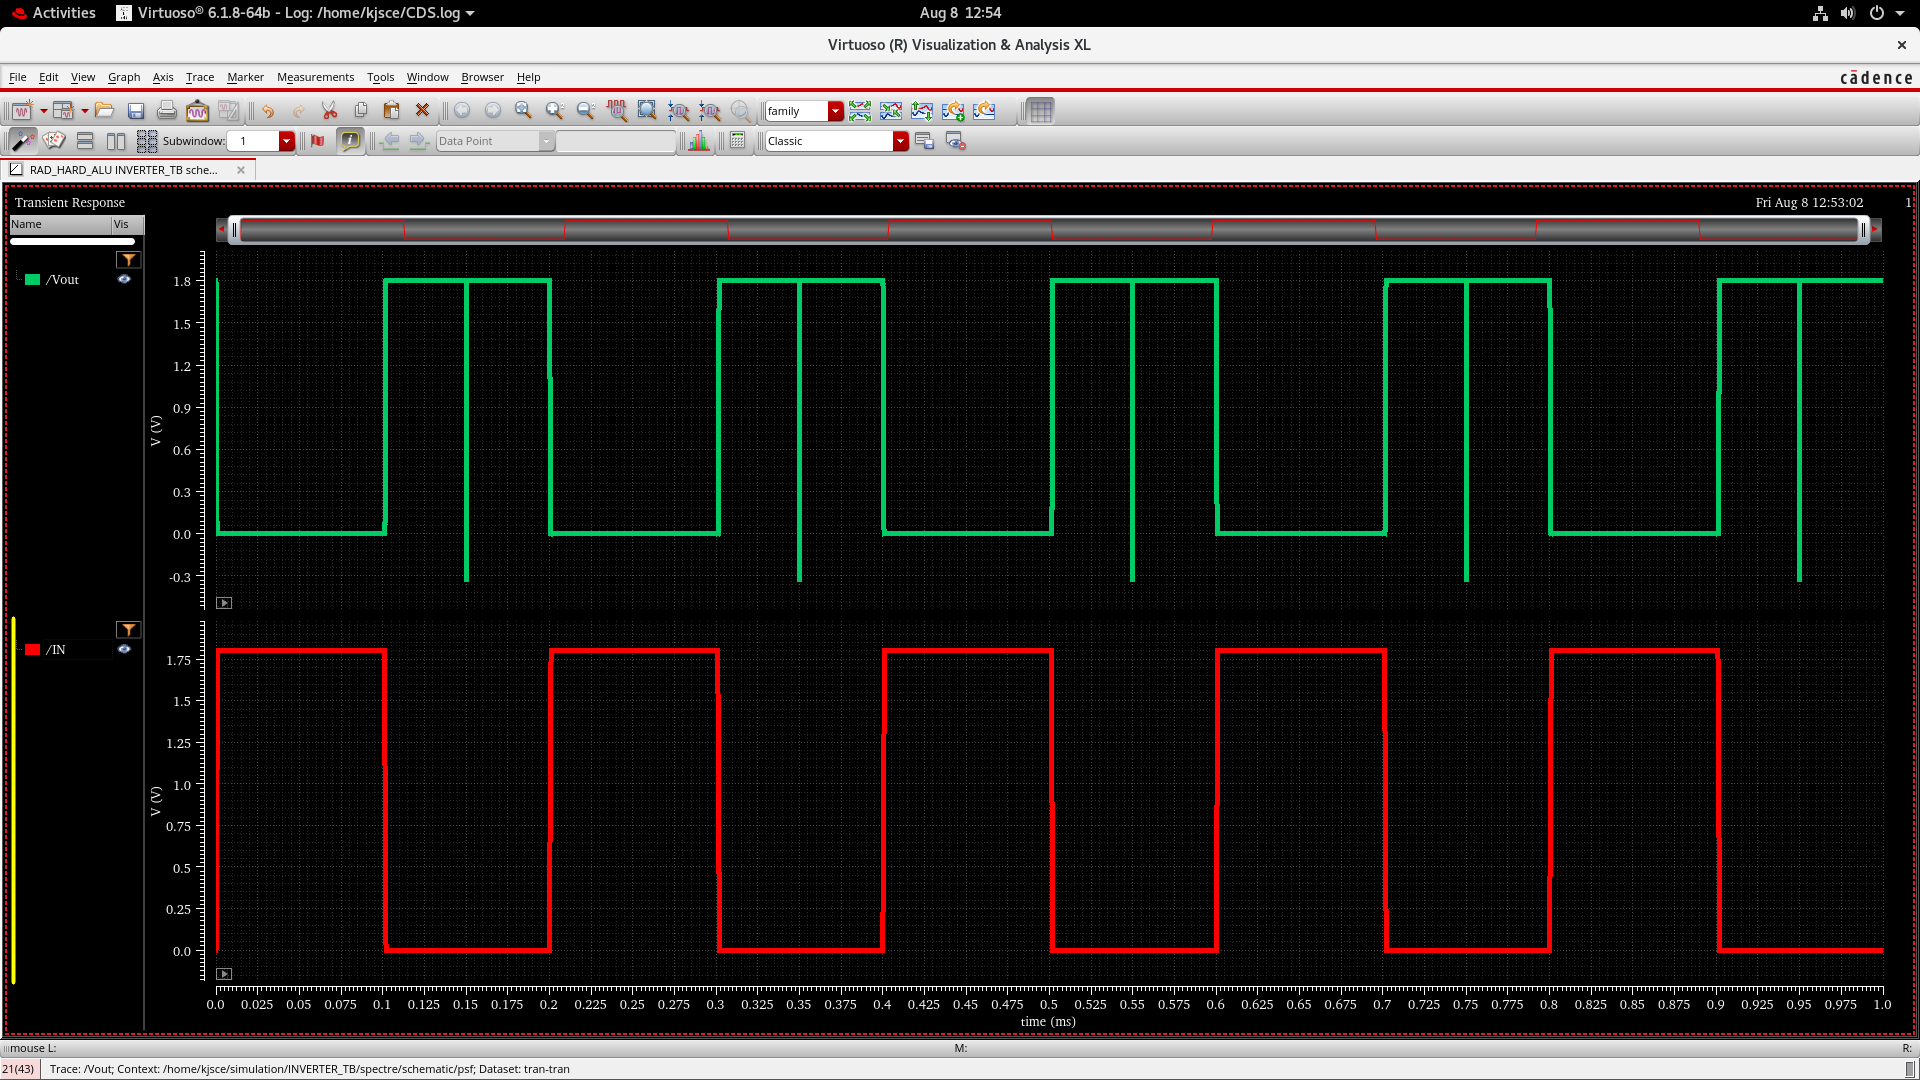 Activities
Virtuoso® 6.1.8-64b - Log: /home/kjsce/CDS.log
Aug 8 12:54
Virtuoso (R) Visualization & Analysis XL
File Edit View Graph Axis Trace Marker Measurements Tools Window Browser Help
cādence
family
Subwindow: 1
Data Point
Classic
RAD_HARD_ALU INVERTER_TB sche...
Transient Response
Fri Aug 8 12:53:02
1
Name Vis
/Vout
1.8
1.5
1.2
0.9
0.6
0.3
0.0
-0.3
V (V)
/IN
1.75
1.5
1.25
1.0
0.75
0.5
0.25
0.0
V (V)
0.0 0.025 0.05 0.075 0.1 0.125 0.15 0.175 0.2 0.225 0.25 0.275 0.3 0.325 0.35 0.375 0.4 0.425 0.45 0.475 0.5 0.525 0.55 0.575 0.6 0.625 0.65 0.675 0.7 0.725 0.75 0.775 0.8 0.825 0.85 0.875 0.9 0.925 0.95 0.975 1.0
time (ms)
mouse L:
M:
R:
21(43)
Trace: /Vout; Context: /home/kjsce/simulation/INVERTER_TB/spectre/schematic/psf; Dataset: tran-tran